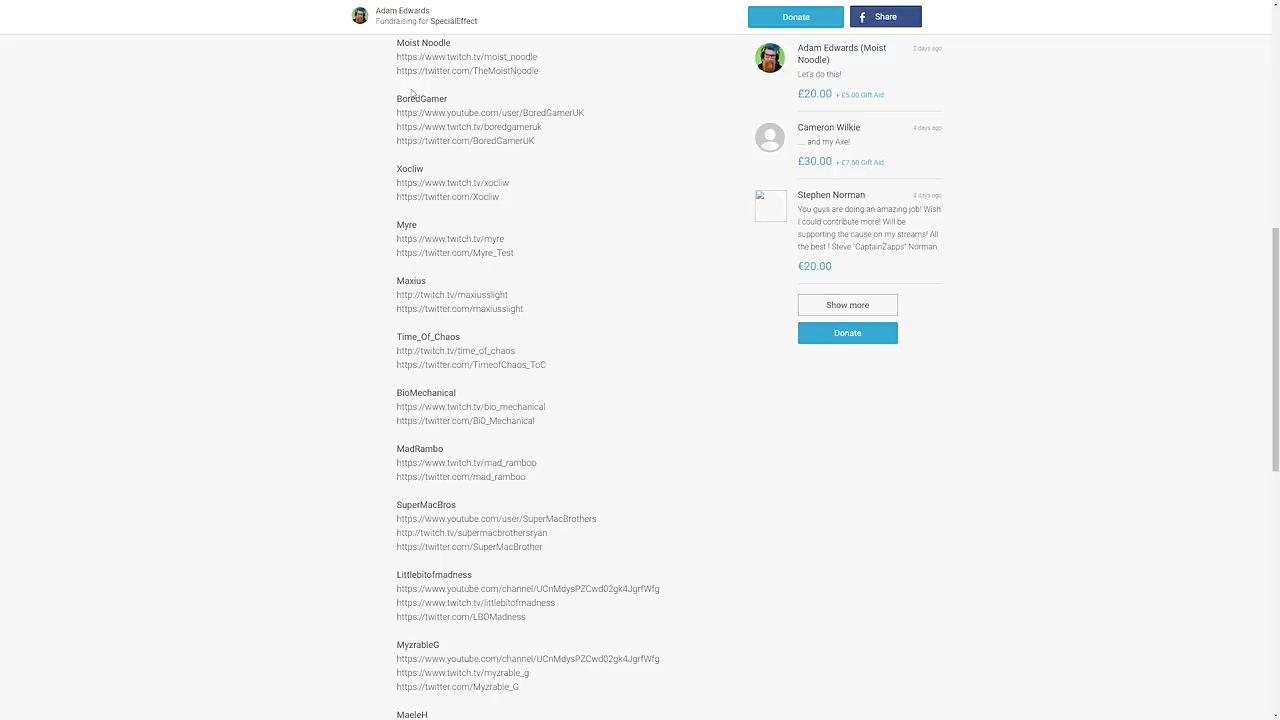 Adam Edwards
Fundraising for SpecialEffect
Donate
Share
Moist Noodle
https://www.twitch.tv/moist_noodle
https://twitter.com/TheMoistNoodle
BoredGamer
https://www.youtube.com/user/BoredGamerUK
https://www.twitch.tv/boredgameruk
https://twitter.com/BoredGamerUK
Xocliw
https://www.twitch.tv/xocliw
https://twitter.com/Xocliw
Myre
https://www.twitch.tv/myre
https://twitter.com/Myre_Test
Maxius
http://twitch.tv/maxiusslight
https://twitter.com/maxiusslight
Time_Of_Chaos
http://twitch.tv/time_of_chaos
https://twitter.com/TimeofChaos_ToC
BioMechanical
https://www.twitch.tv/bio_mechanical
https://twitter.com/Bi0_Mechanical
MadRambo
https://www.twitch.tv/mad_ramboo
https://twitter.com/mad_ramboo
SuperMacBros
https://www.youtube.com/user/SuperMacBrothers
http://twitch.tv/supermacbrothersryan
https://twitter.com/SuperMacBrother
Littlebitofmadness
https://www.youtube.com/channel/UCnMdysPZCwd02gk4JgrfWfg
https://www.twitch.tv/littlebitofmadness
https://twitter.com/LBOMadness
MyzrableG
https://www.youtube.com/channel/UCnMdysPZCwd02gk4JgrfWfg
https://www.twitch.tv/myzrable_g
https://twitter.com/Myzrable_G
MaeleH
Adam Edwards (Moist
Noodle)
2 days ago
Let's do this!
£20.00 + £5.00 Gift Aid
Cameron Wilkie
4 days ago
.... and my Axe!
£30.00 + £7.50 Gift Aid
Stephen Norman
4 days ago
You guys are doing an amazing job! Wish
I could contribute more! Will be
supporting the cause on my streams! All
the best ! Steve "CaptainZapps" Norman
€20.00
Show more
Donate